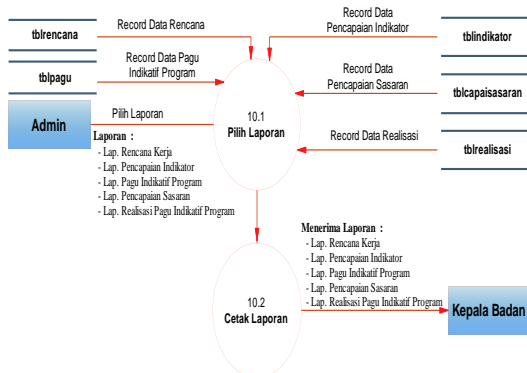 Record Data Rencana
tblrencana
Record Data
Pencapaian Indikator
tblindikator
Record Data Pagu
Indikatif Program
tblpagu
Record Data
Pencapaian Sasaran
tblcapaisasaran
Admin
Pilih Laporan
10.1
Pilih Laporan
Record Data Realisasi
tblrealisasi
Laporan :
- Lap. Rencana Kerja
- Lap. Pencapaian Indikator
- Lap. Pagu Indikatif Program
- Lap. Pencapaian Sasaran
- Lap. Realisasi Pagu Indikatif Program
Menerima Laporan :
- Lap. Rencana Kerja
- Lap. Pencapaian Indikator
- Lap. Pagu Indikatif Program
- Lap. Pencapaian Sasaran
- Lap. Realisasi Pagu Indikatif Program
10.2
Cetak Laporan
Kepala Badan